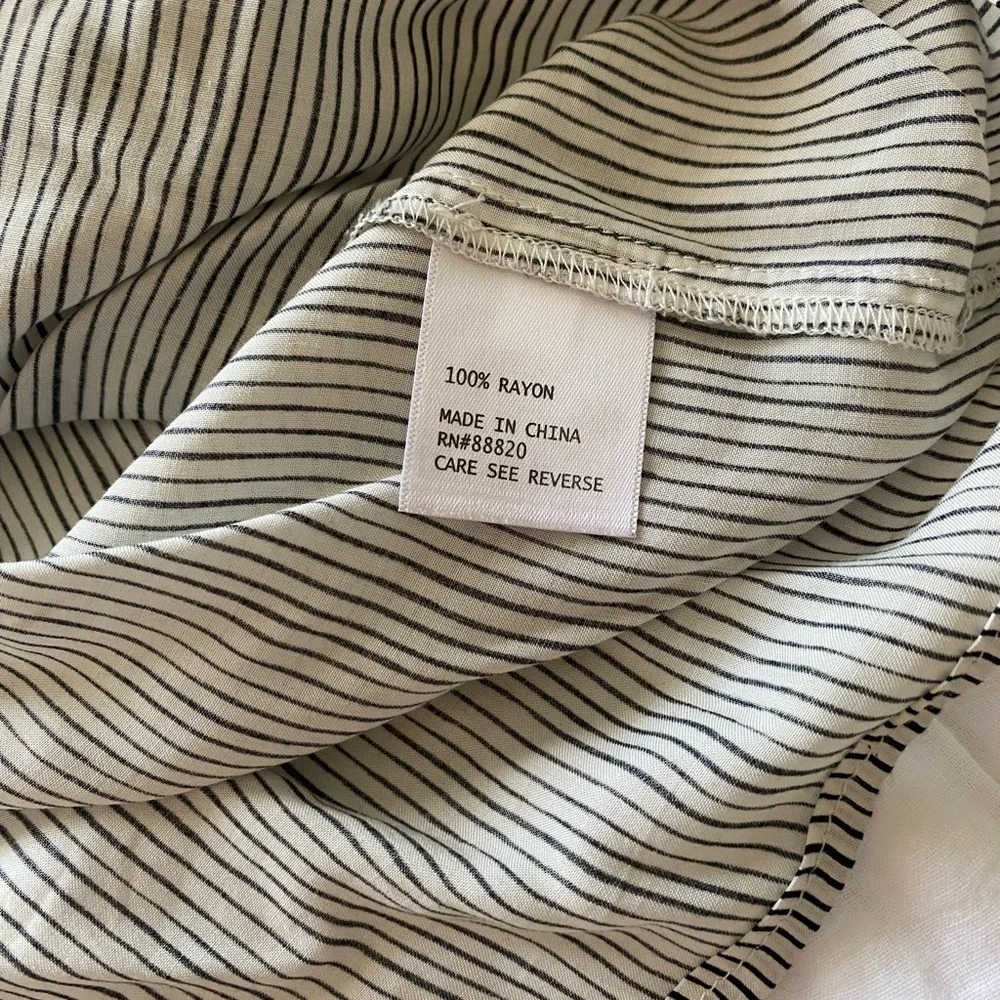 100% RAYON
MADE IN CHINA
RN#88820
CARE SEE REVERSE